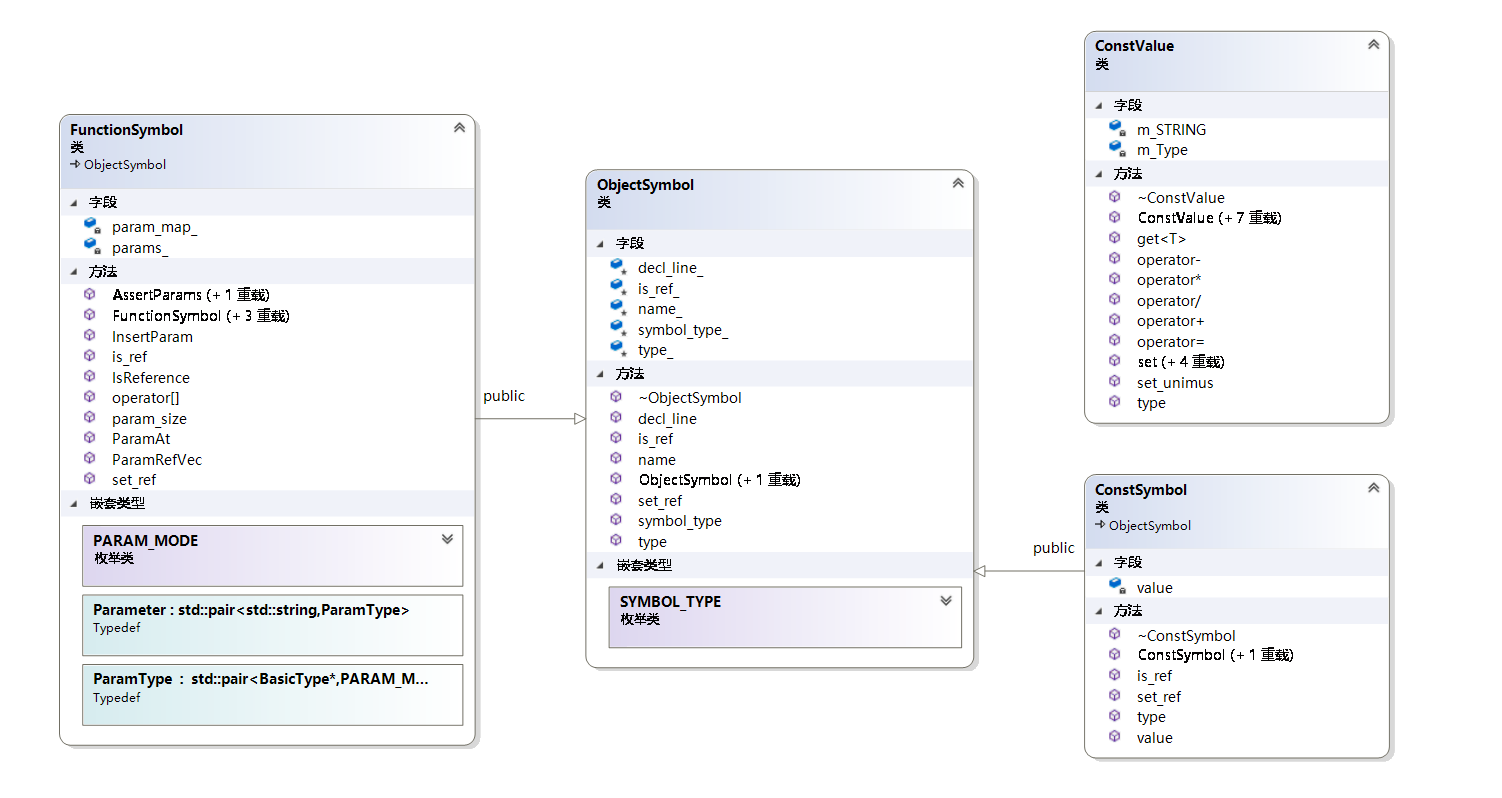 FunctionSymbol
类
ObjectSymbol
字段
param_map_
params_
方法
AssertParams (+ 1 重载)
FunctionSymbol (+ 3 重载)
InsertParam
is_ref
IsReference
operator[]
param_size
ParamAt
ParamRefVec
set_ref
嵌套类型
PARAM_MODE
枚举类
Parameter : std::pair<std::string,ParamType>
Typedef
ParamType : std::pair<BasicType*,PARAM_M...
Typedef
public
ObjectSymbol
类
字段
decl_line_
is_ref_
name_
symbol_type_
type_
方法
~ObjectSymbol
decl_line
is_ref
name
ObjectSymbol (+ 1 重载)
set_ref
symbol_type
type
嵌套类型
SYMBOL_TYPE
枚举类
ConstValue
类
字段
m_STRING
m_Type
方法
~ConstValue
ConstValue (+ 7 重载)
get<T>
operator-
operator*
operator/
operator+
operator=
set (+ 4 重载)
set_unimus
type
public
ConstSymbol
类
ObjectSymbol
字段
value
方法
~ConstSymbol
ConstSymbol (+ 1 重载)
is_ref
set_ref
type
value